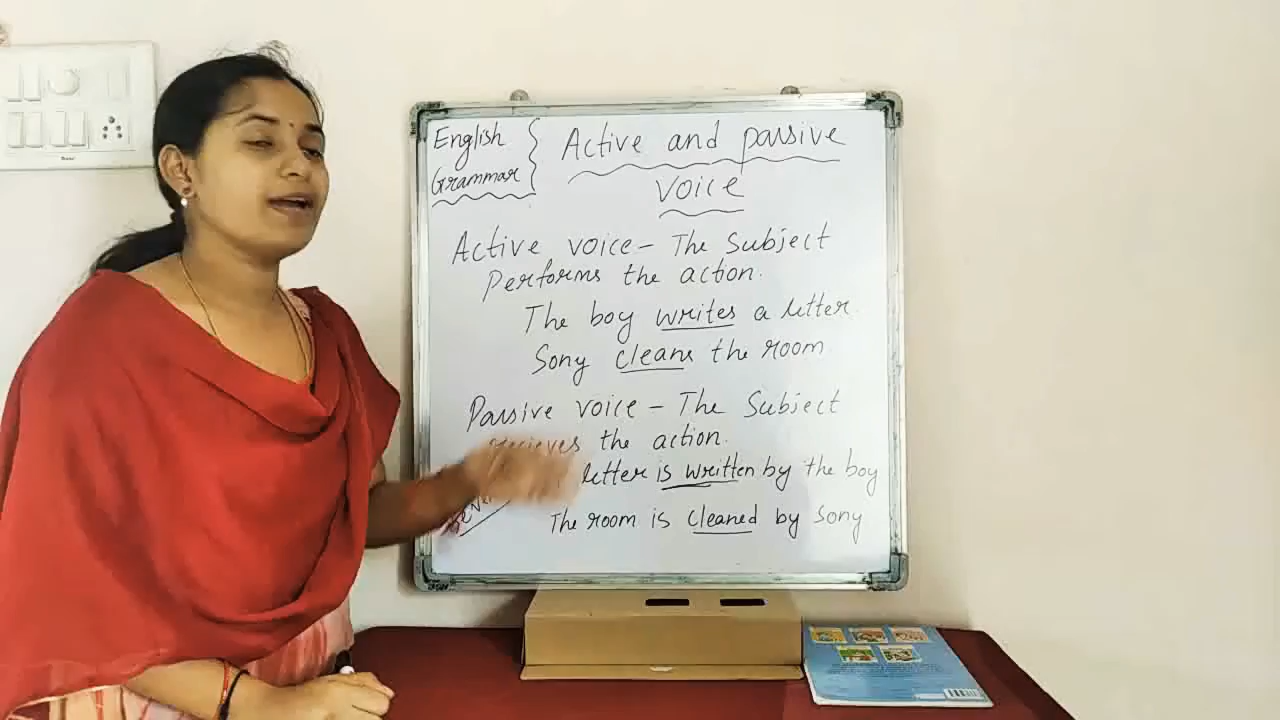 English
Grammar
Active and passive
voice
Active voice – The Subject
Performs the action.
The boy writes a letter.
Sony cleans the room
Passive voice – The Subject
recieves the action.
letter is written by the boy
The room is cleaned by Sony